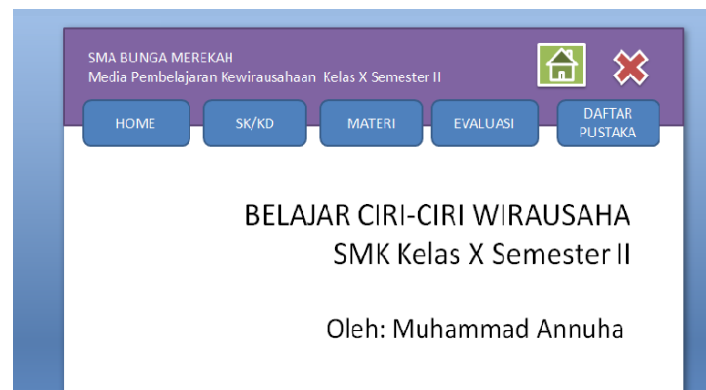 SMA BUNGA MEREKAH
Media Pembelajaran Kewirausahaan Kelas X Semester II
HOME
SK/KD
MATERI
EVALUASI
DAFTAR
PUSTAKA
BELAJAR CIRI-CIRI WIRAUSAHA
SMK Kelas X Semester II
Oleh: Muhammad Annuha